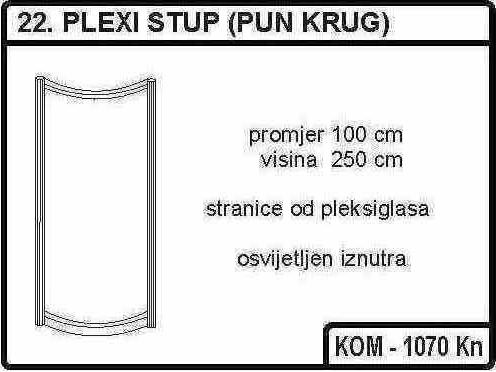 22. PLEXI STUP (PUN KRUG)
promjer 100 cm
visina 250 cm
stranice od pleksiglasa
osvijetljen iznutra
KOM - 1070 Kn